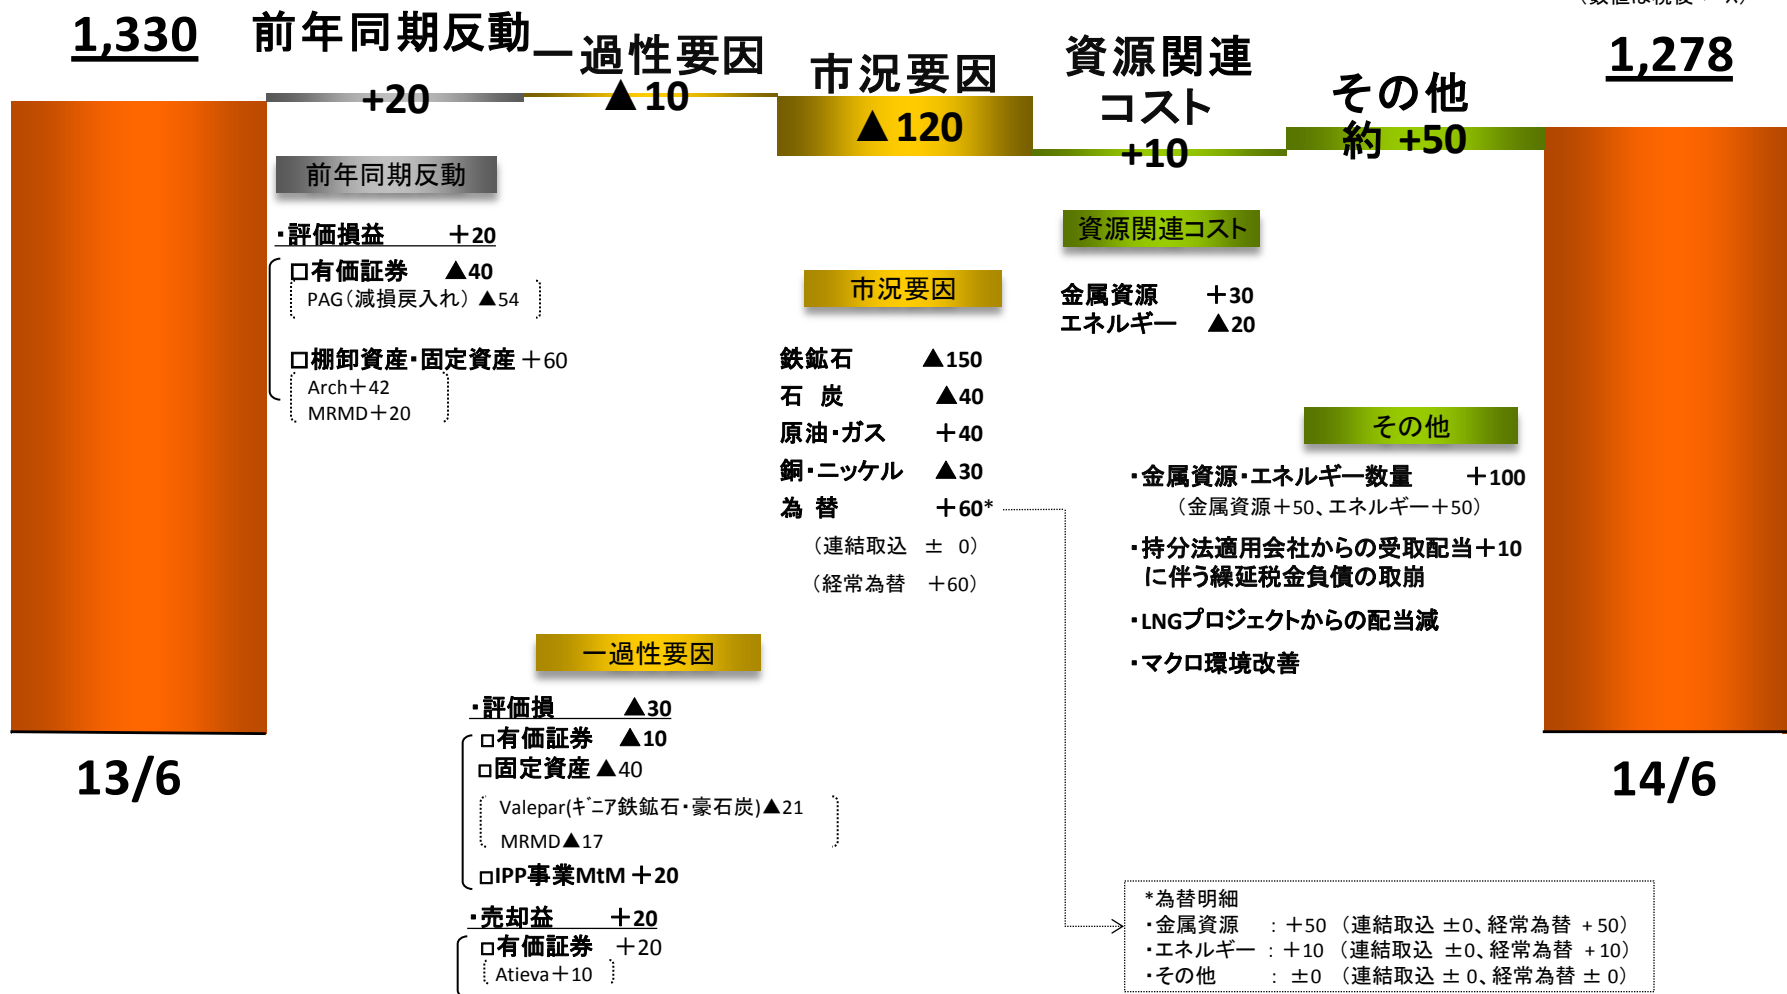 1,330
前年同期反動
+20
一過性要因
▲10
市況要因
▲120
資源関連
コスト
+10
その他
約 +50
1,278
前年同期反動
・評価損益 +20
□有価証券 ▲40
PAG(減損戻入れ) ▲54
□棚卸資産・固定資産 +60
Arch+42
MRMD+20
市況要因
鉄鉱石 ▲150
石 炭 ▲40
原油・ガス +40
銅・ニッケル ▲30
為 替 +60*
(連結取込 ± 0)
(経常為替 +60)
資源関連コスト
金属資源 +30
エネルギー ▲20
その他
・金属資源・エネルギー数量 +100
(金属資源+50、エネルギー+50)
・持分法適用会社からの受取配当+10
に伴う繰延税金負債の取崩
・LNGプロジェクトからの配当減
・マクロ環境改善
一過性要因
・評価損 ▲30
□有価証券 ▲10
□固定資産 ▲40
Valepar(ギニア鉄鉱石・豪石炭)▲21
MRMD▲17
□IPP事業MtM +20
・売却益 +20
□有価証券 +20
Atieva+10
13/6
14/6
*為替明細
・金属資源 : +50 (連結取込 ±0、経常為替 +50)
・エネルギー : +10 (連結取込 ±0、経常為替 +10)
・その他 : ±0 (連結取込 ± 0、経常為替 ± 0)